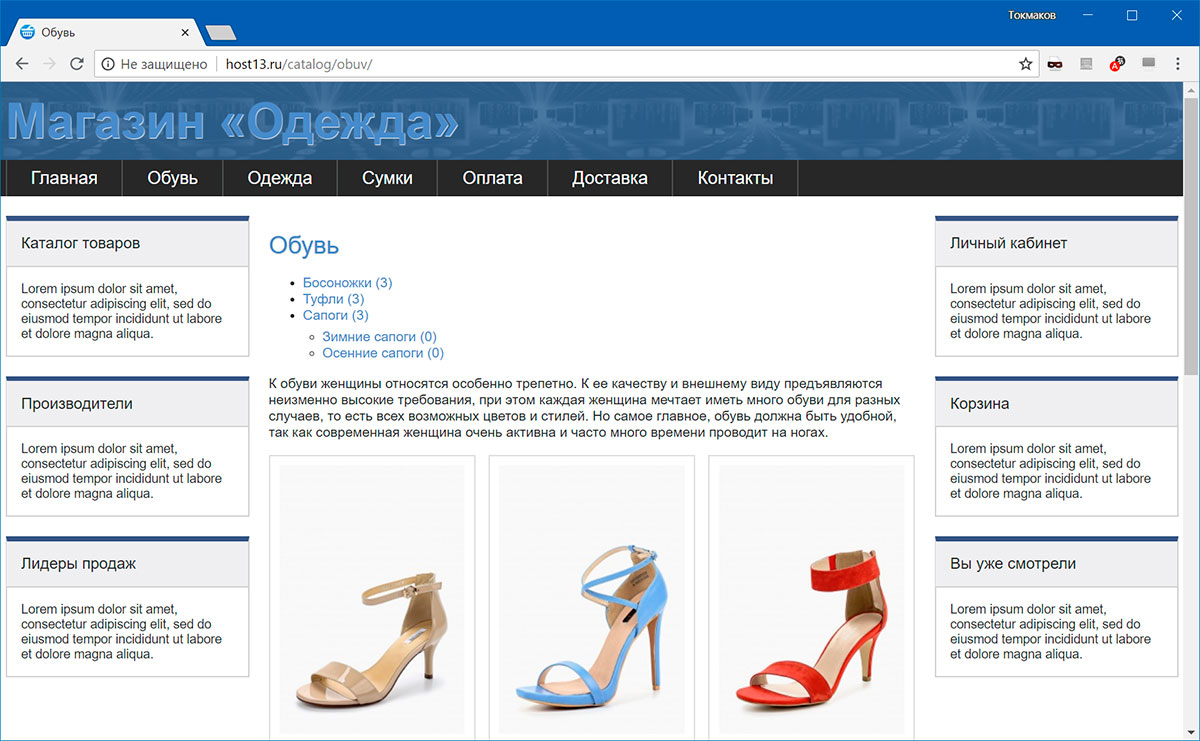 Токмаков
Обувь
Не защищено host13.ru/catalog/obuv/
Магазин «Одежда»
Главная Обувь Одежда Сумки Оплата Доставка Контакты
Каталог товаров
Lorem ipsum dolor sit amet,
consectetur adipiscing elit, sed do
eiusmod tempor incididunt ut labore
et dolore magna aliqua.
Производители
Lorem ipsum dolor sit amet,
consectetur adipiscing elit, sed do
eiusmod tempor incididunt ut labore
et dolore magna aliqua.
Лидеры продаж
Lorem ipsum dolor sit amet,
consectetur adipiscing elit, sed do
eiusmod tempor incididunt ut labore
et dolore magna aliqua.
Обувь
Босоножки (3)
Туфли (3)
Сапоги (3)
Зимние сапоги (0)
Осенние сапоги (0)
К обуви женщины относятся особенно трепетно. К ее качеству и внешнему виду предъявляются
неизменно высокие требования, при этом каждая женщина мечтает иметь много обуви для разных
случаев, то есть всех возможных цветов и стилей. Но самое главное, обувь должна быть удобной,
так как современная женщина очень активна и часто много времени проводит на ногах.
Личный кабинет
Lorem ipsum dolor sit amet,
consectetur adipiscing elit, sed do
eiusmod tempor incididunt ut labore
et dolore magna aliqua.
Корзина
Lorem ipsum dolor sit amet,
consectetur adipiscing elit, sed do
eiusmod tempor incididunt ut labore
et dolore magna aliqua.
Вы уже смотрели
Lorem ipsum dolor sit amet,
consectetur adipiscing elit, sed do
eiusmod tempor incididunt ut labore
et dolore magna aliqua.